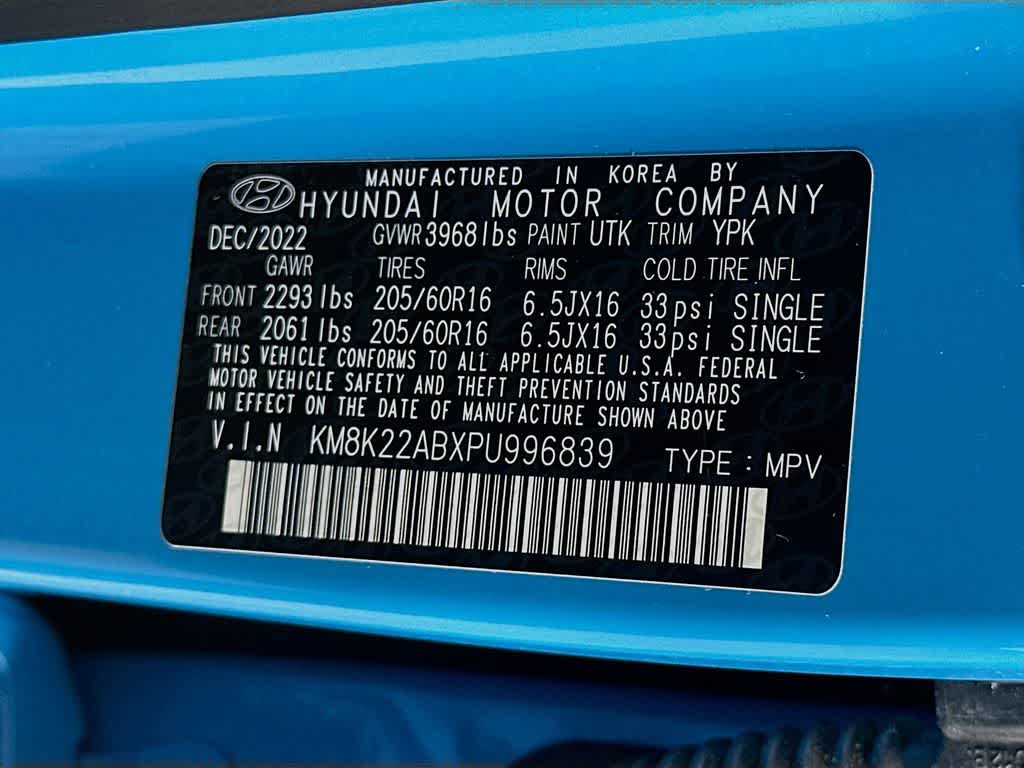 MANUFACTURED IN KOREA BY
HYUNDAI MOTOR COMPANY
DEC/2022 GVWR 3968 lbs PAINT UTK TRIM YPK
GAWR TIRES RIMS COLD TIRE INFL
FRONT 2293 lbs 205/60R16 6.5JX16 33psi SINGLE
REAR 2061 lbs 205/60R16 6.5JX16 33psi SINGLE
THIS VEHICLE CONFORMS TO ALL APPLICABLE U.S.A. FEDERAL
MOTOR VEHICLE SAFETY AND THEFT PREVENTION STANDARDS
IN EFFECT ON THE DATE OF MANUFACTURE SHOWN ABOVE
V.I.N KM8K22ABXPU996839 TYPE : MPV